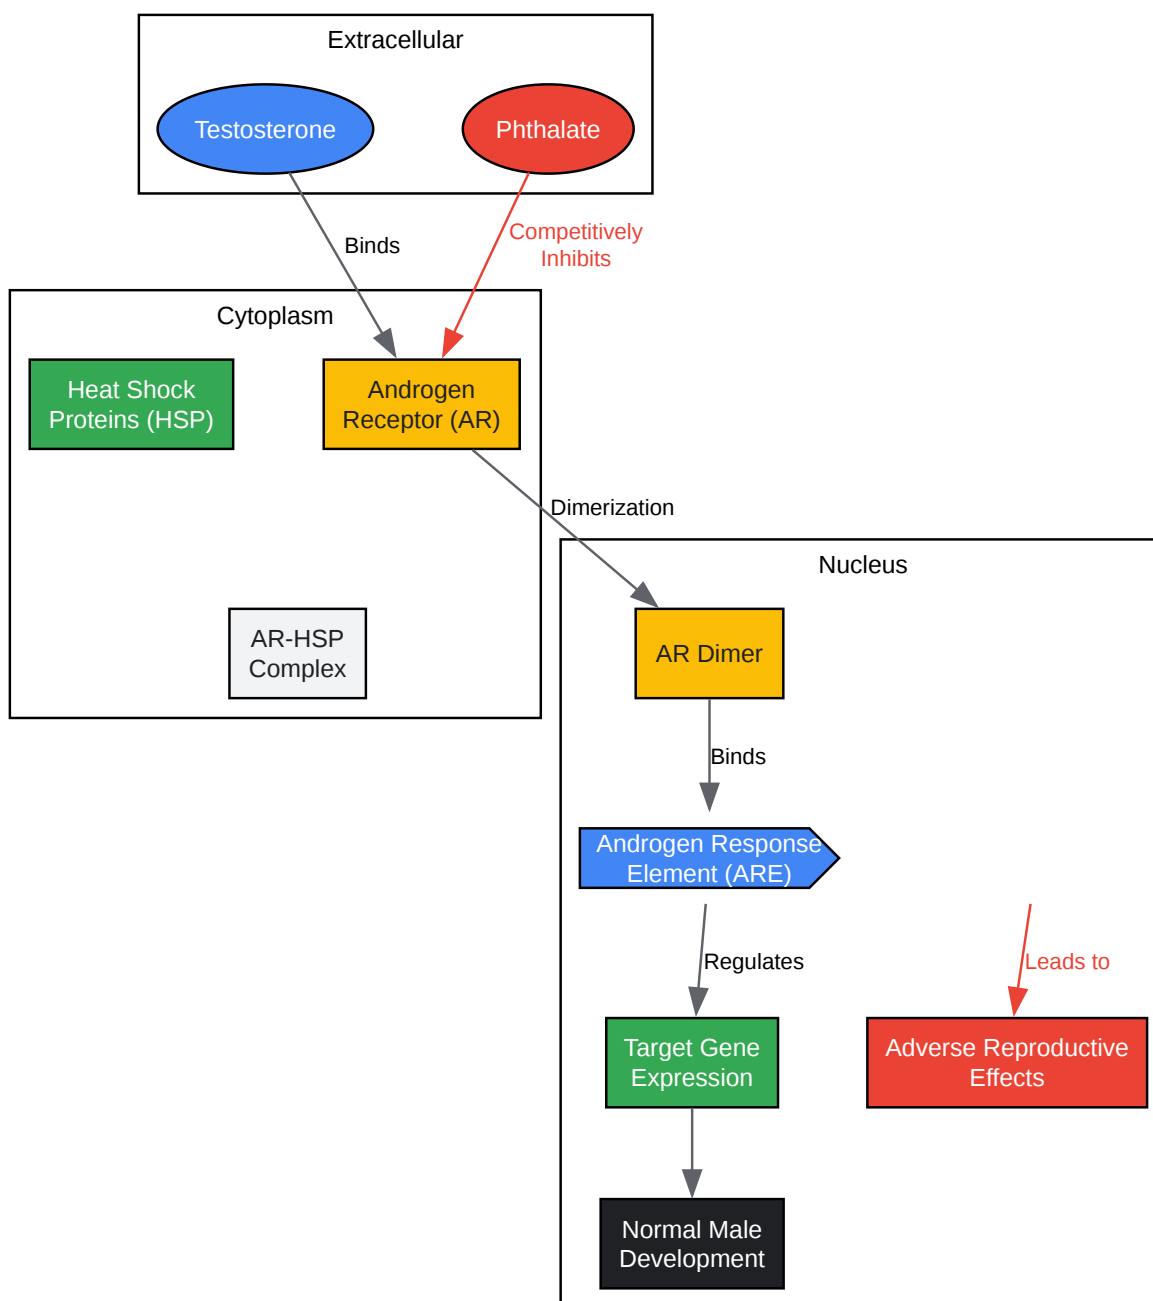 Extracellular
Testosterone
Phthalate
Binds
Competitively
Inhibits
Cytoplasm
Heat Shock
Proteins (HSP)
Androgen
Receptor (AR)
Dimerization
Nucleus
AR-HSP
Complex
AR Dimer
Binds
Androgen Response
Element (ARE)
Regulates
Leads to
Target Gene
Expression
Adverse Reproductive
Effects
Normal Male
Development